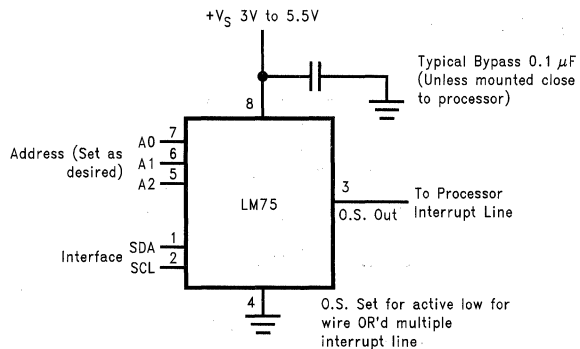 +VS 3V to 5.5V
Typical Bypass 0.1 μF
(Unless mounted close
to processor)
8
Address (Set as
desired)
A0 7
A1 6
A2 5
LM75
3
O.S. Out
To Processor
Interrupt Line
Interface
SDA 1
SCL 2
4
O.S. Set for active low for
wire OR'd multiple
interrupt line